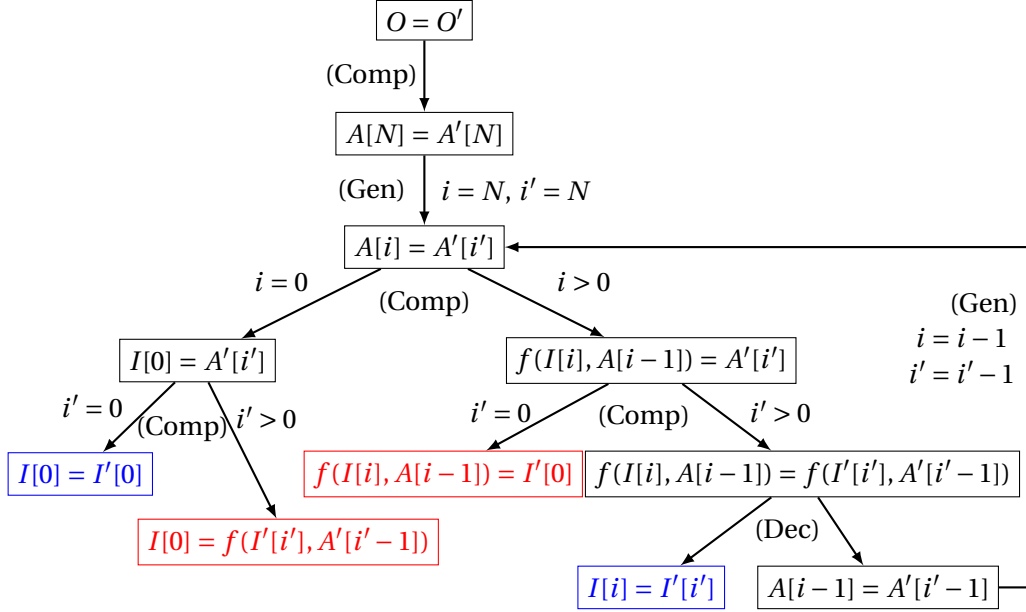 O = O′
(Comp)
A[N] = A′[N]
(Gen) i = N, i′ = N
A[i] = A′[i′]
i = 0 (Comp) i > 0
(Gen)
i = i − 1
i′ = i′ − 1
I[0] = A′[i′] f(I[i], A[i − 1]) = A′[i′]
i′ = 0 (Comp) i′ > 0 i′ = 0 (Comp) i′ > 0
I[0] = I′[0] f(I[i], A[i − 1]) = I′[0] f(I[i], A[i − 1]) = f(I′[i′], A′[i′ − 1])
I[0] = f(I′[i′], A′[i′ − 1]) (Dec)
I[i] = I′[i′] A[i − 1] = A′[i′ − 1]